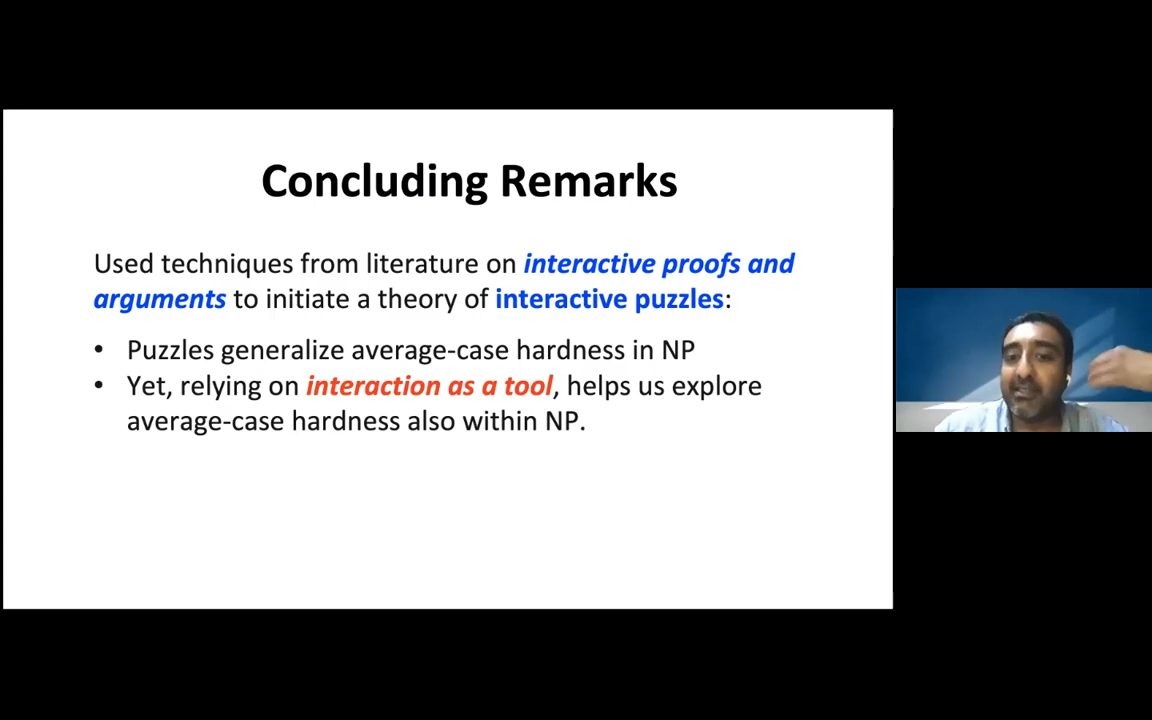 Concluding Remarks
Used techniques from literature on interactive proofs and
arguments to initiate a theory of interactive puzzles:
• Puzzles generalize average-case hardness in NP
• Yet, relying on interaction as a tool, helps us explore
average-case hardness also within NP.